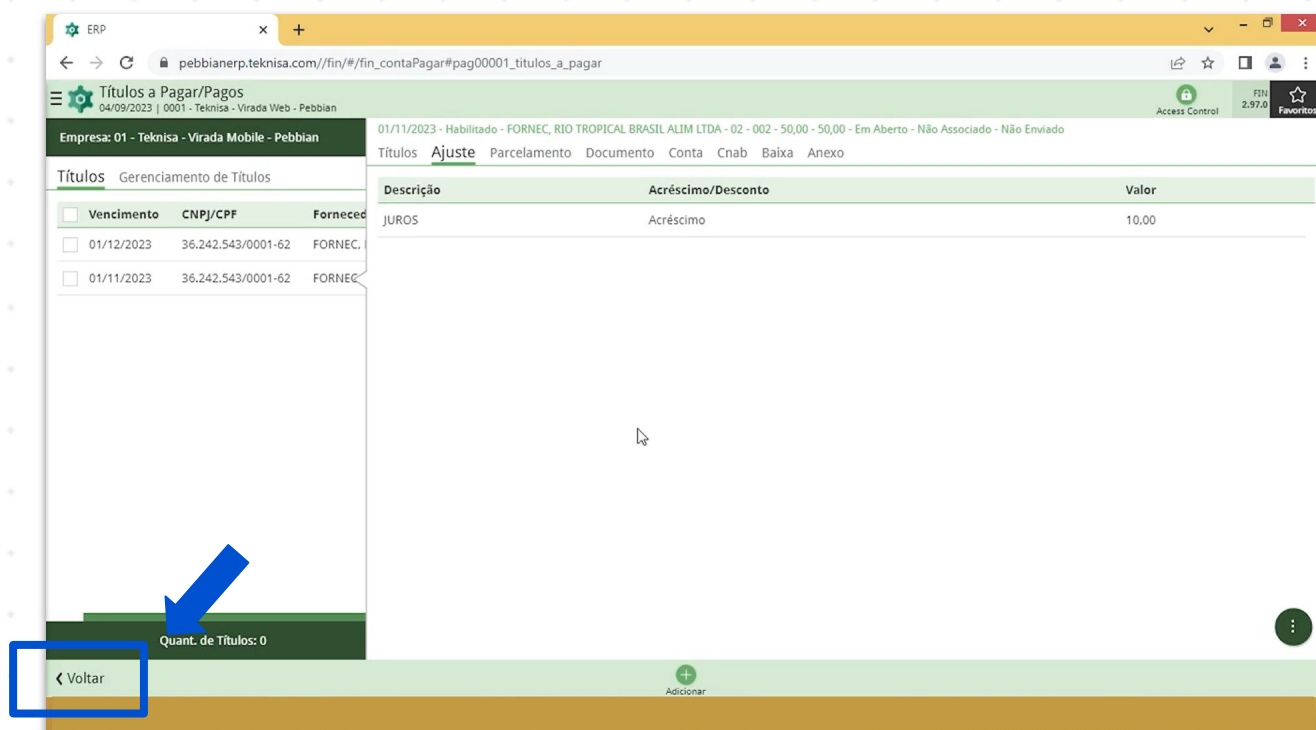 ERP
pebbianerp.teknisa.com//fin/#/fin_contaPagar#pag00001_titulos_a_pagar
Títulos a Pagar/Pagos
04/09/2023 | 0001 - Teknisa - Virada Web - Pebbian
Access Control
FIN
2.97.0
Favoritos
Empresa: 01 - Teknisa - Virada Mobile - Pebbian
Títulos Gerenciamento de Títulos
Vencimento CNPJ/CPF Forneced
01/12/2023 36.242.543/0001-62 FORNEC,
01/11/2023 36.242.543/0001-62 FORNEC
Quant. de Títulos: 0
01/11/2023 - Habilitado - FORNEC, RIO TROPICAL BRASIL ALIM LTDA - 02 - 002 - 50,00 - 50,00 - Em Aberto - Não Associado - Não Enviado
Títulos Ajuste Parcelamento Documento Conta Cnab Baixa Anexo
Descrição Acréscimo/Desconto Valor
JUROS Acréscimo 10,00
Voltar
Adicionar